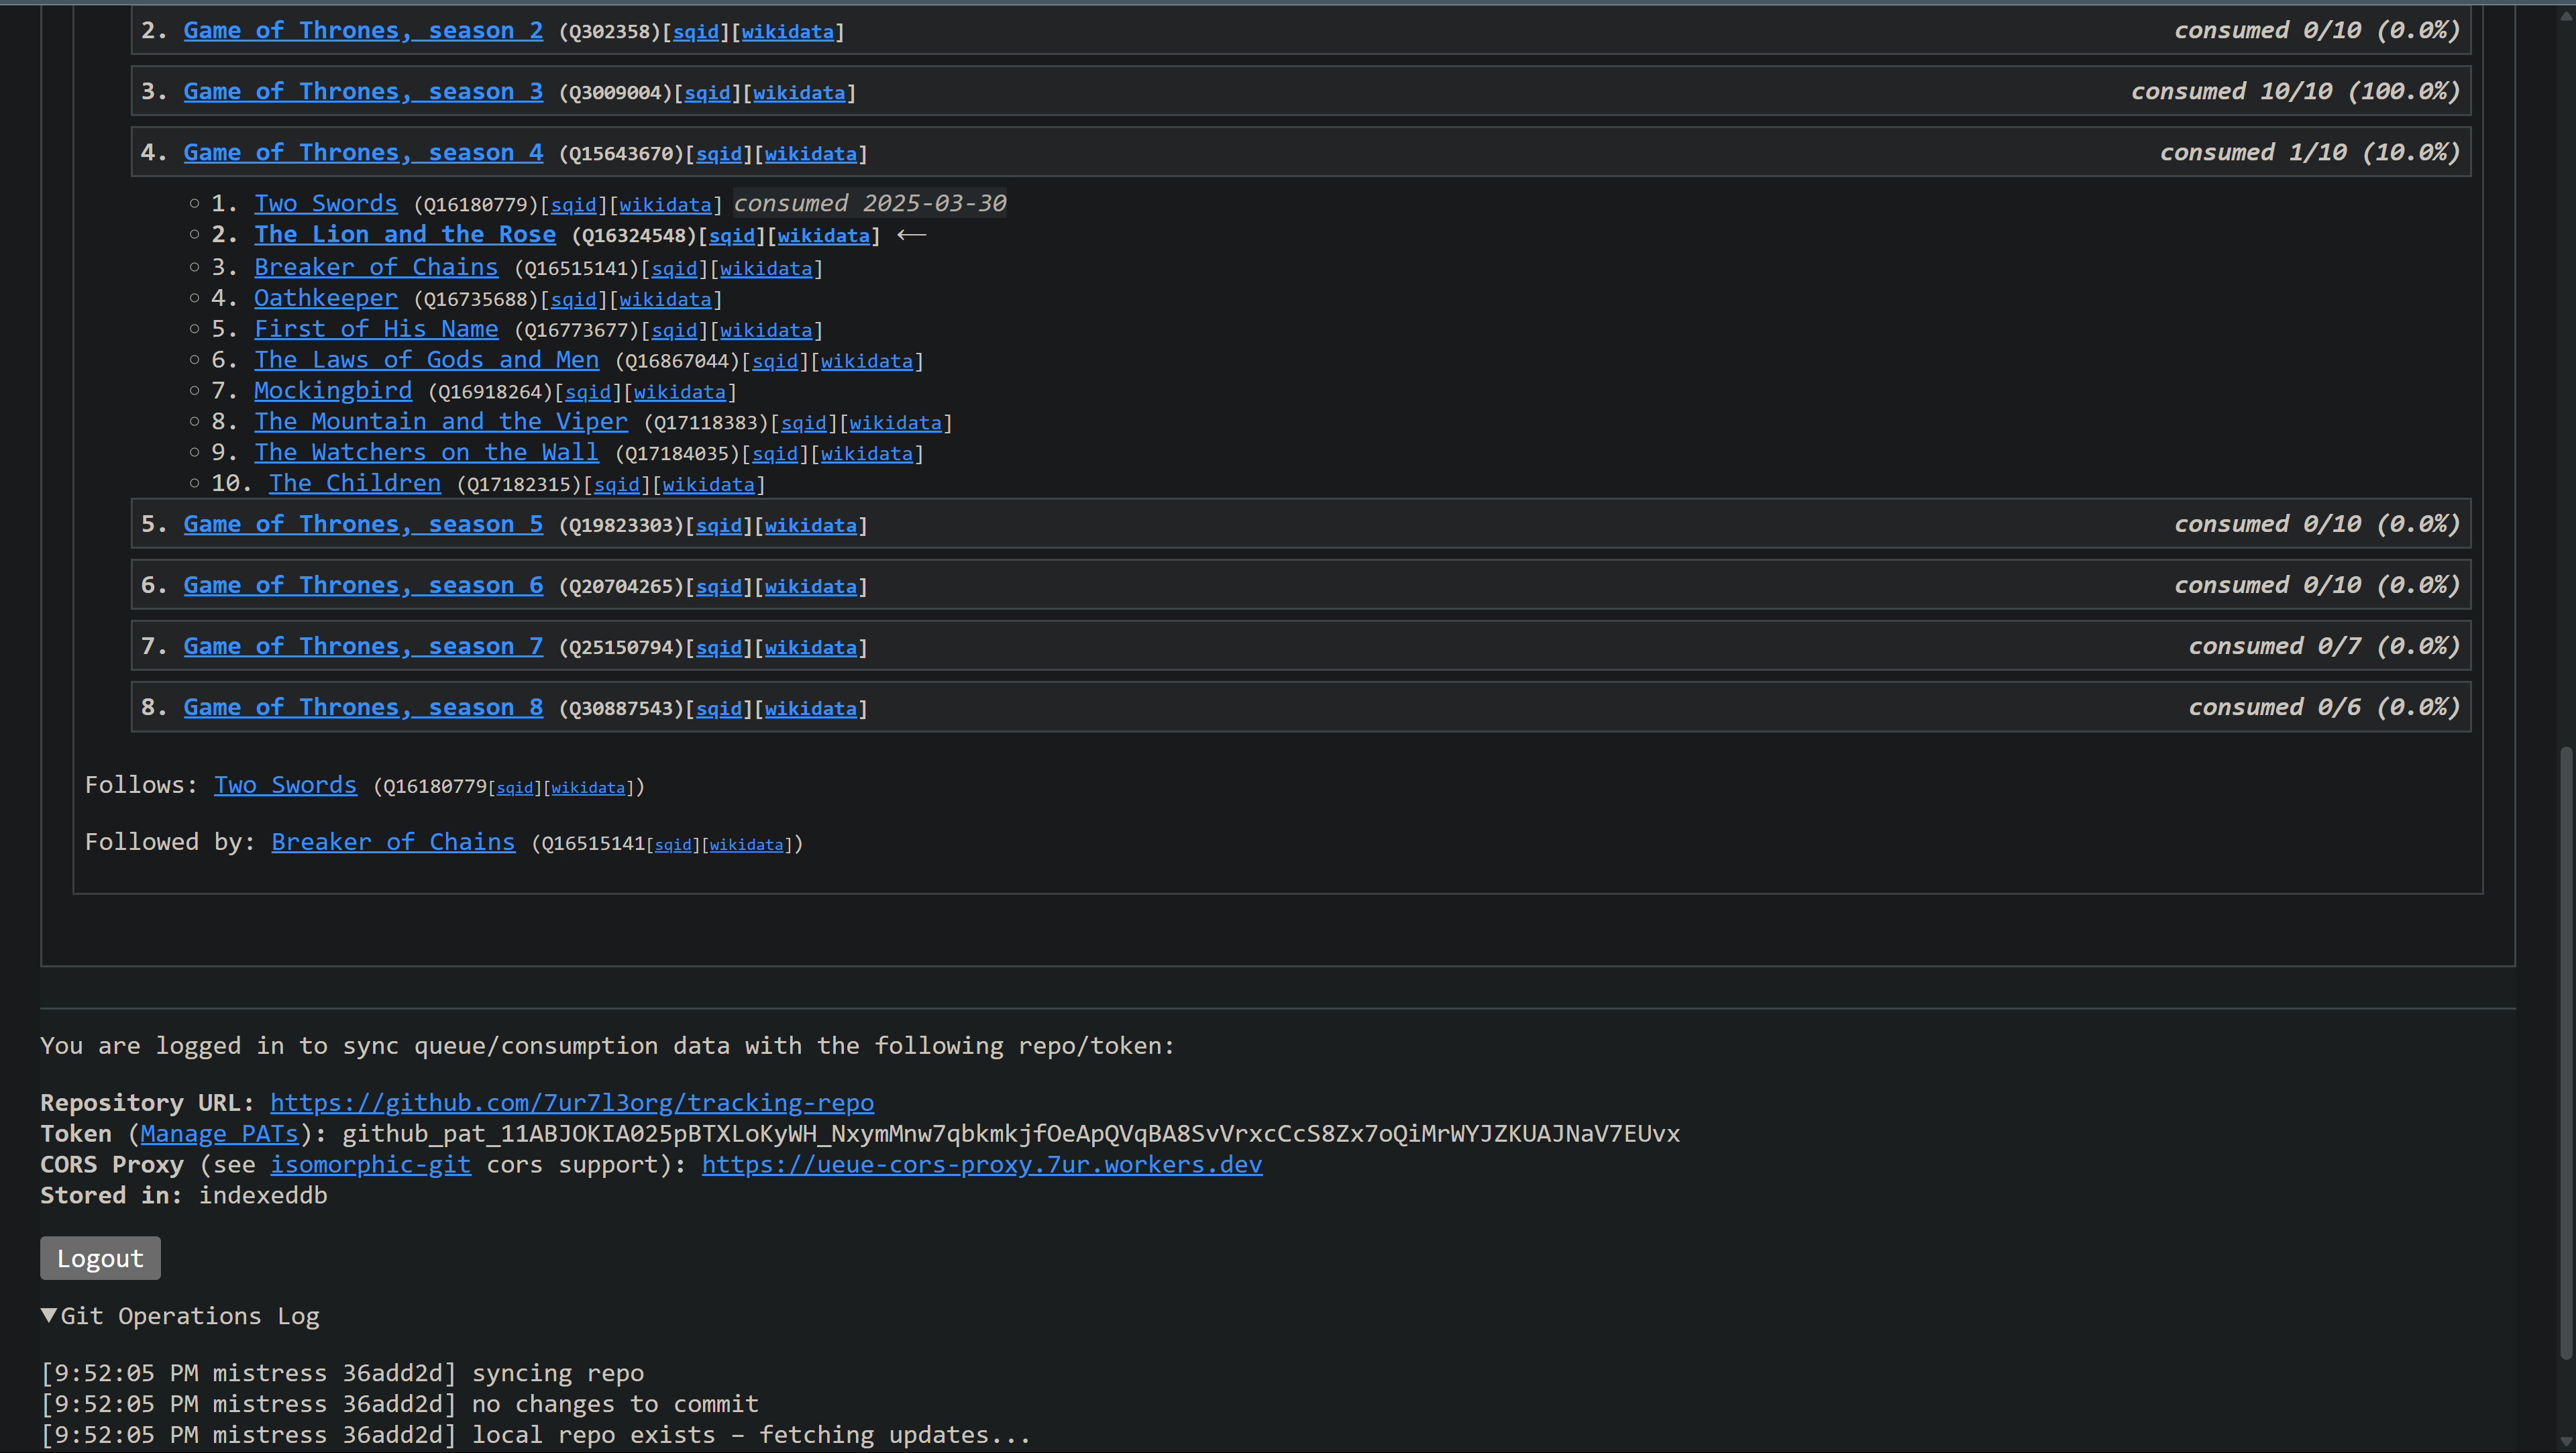 2. Game of Thrones, season 2 (Q302358)[sqid][wikidata] consumed 0/10 (0.0%)
3. Game of Thrones, season 3 (Q3009004)[sqid][wikidata] consumed 10/10 (100.0%)
4. Game of Thrones, season 4 (Q15643670)[sqid][wikidata] consumed 1/10 (10.0%)
◦ 1. Two Swords (Q16180779)[sqid][wikidata] consumed 2025-03-30
◦ 2. The Lion and the Rose (Q16324548)[sqid][wikidata] ⟵
◦ 3. Breaker of Chains (Q16515141)[sqid][wikidata]
◦ 4. Oathkeeper (Q16735688)[sqid][wikidata]
◦ 5. First of His Name (Q16773677)[sqid][wikidata]
◦ 6. The Laws of Gods and Men (Q16867044)[sqid][wikidata]
◦ 7. Mockingbird (Q16918264)[sqid][wikidata]
◦ 8. The Mountain and the Viper (Q17118383)[sqid][wikidata]
◦ 9. The Watchers on the Wall (Q17184035)[sqid][wikidata]
◦ 10. The Children (Q17182315)[sqid][wikidata]
5. Game of Thrones, season 5 (Q19823303)[sqid][wikidata] consumed 0/10 (0.0%)
6. Game of Thrones, season 6 (Q20704265)[sqid][wikidata] consumed 0/10 (0.0%)
7. Game of Thrones, season 7 (Q25150794)[sqid][wikidata] consumed 0/7 (0.0%)
8. Game of Thrones, season 8 (Q30887543)[sqid][wikidata] consumed 0/6 (0.0%)
Follows: Two Swords (Q16180779[sqid][wikidata])
Followed by: Breaker of Chains (Q16515141[sqid][wikidata])
You are logged in to sync queue/consumption data with the following repo/token:
Repository URL: https://github.com/7ur7l3org/tracking-repo
Token (Manage PATs): 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
CORS Proxy (see isomorphic-git cors support): https://ueue-cors-proxy.7ur.workers.dev
Stored in: indexeddb
Logout
▼Git Operations Log
[9:52:05 PM mistress 36add2d] syncing repo
[9:52:05 PM mistress 36add2d] no changes to commit
[9:52:05 PM mistress 36add2d] local repo exists – fetching updates...